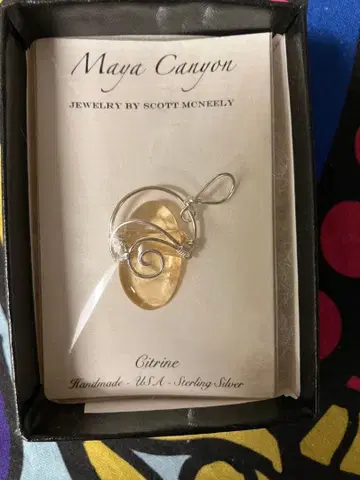 Maya Canyon
JEWELRY BY SCOTT MCNEELY
Citrine
Handmade - USA - Sterling Silver